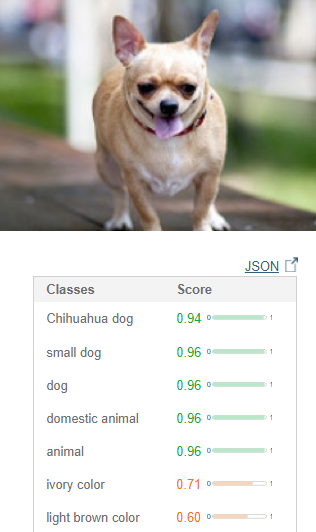 JSON
Classes Score
Chihuahua dog 0.94 0 1
small dog 0.96 0 1
dog 0.96 0 1
domestic animal 0.96 0 1
animal 0.96 0 1
ivory color 0.71 0 1
light brown color 0.60 0 1